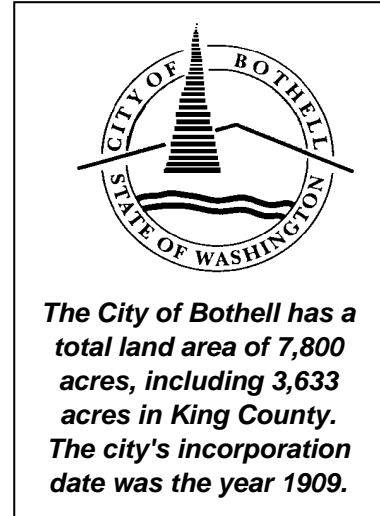 CITY OF BOTHELL
STATE OF WASHINGTON
The City of Bothell has a
total land area of 7,800
acres, including 3,633
acres in King County.
The city's incorporation
date was the year 1909.